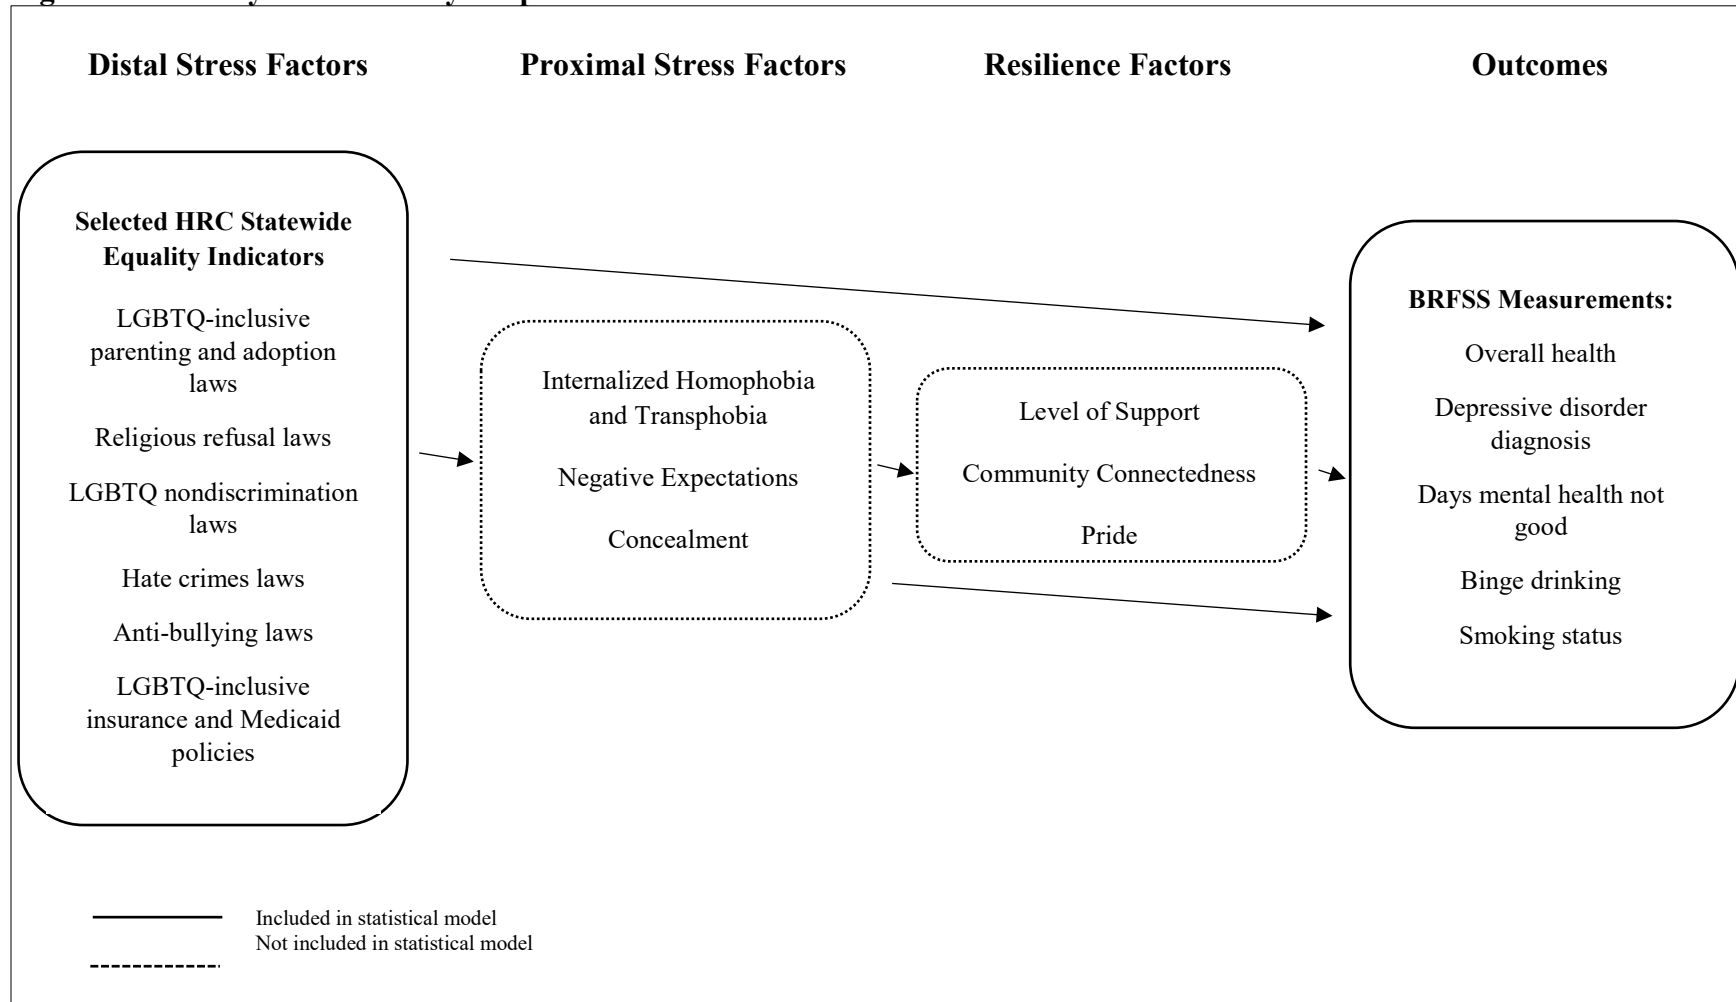 Distal Stress Factors
Proximal Stress Factors
Resilience Factors
Outcomes
Selected HRC Statewide
Equality Indicators
LGBTQ-inclusive
parenting and adoption
laws
Religious refusal laws
LGBTQ nondiscrimination
laws
Hate crimes laws
Anti-bullying laws
LGBTQ-inclusive
insurance and Medicaid
policies
Internalized Homophobia
and Transphobia
Negative Expectations
Concealment
Level of Support
Community Connectedness
Pride
BRFSS Measurements:
Overall health
Depressive disorder
diagnosis
Days mental health not
good
Binge drinking
Smoking status
Included in statistical model
Not included in statistical model